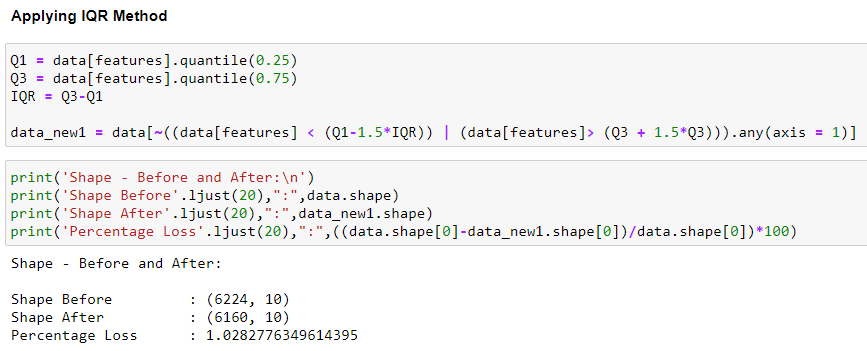 Applying IQR Method
Q1 = data[features].quantile(0.25)
Q3 = data[features].quantile(0.75)
IQR = Q3-Q1
data_new1 = data[~((data[features] < (Q1-1.5*IQR)) | (data[features]> (Q3 + 1.5*Q3))).any(axis = 1)]
print('Shape - Before and After:\n')
print('Shape Before'.ljust(20),":",data.shape)
print('Shape After'.ljust(20),":",data_new1.shape)
print('Percentage Loss'.ljust(20),":",((data.shape[0]-data_new1.shape[0])/data.shape[0])*100)
Shape - Before and After:
Shape Before         : (6224, 10)
Shape After          : (6160, 10)
Percentage Loss      : 1.0282776349614395